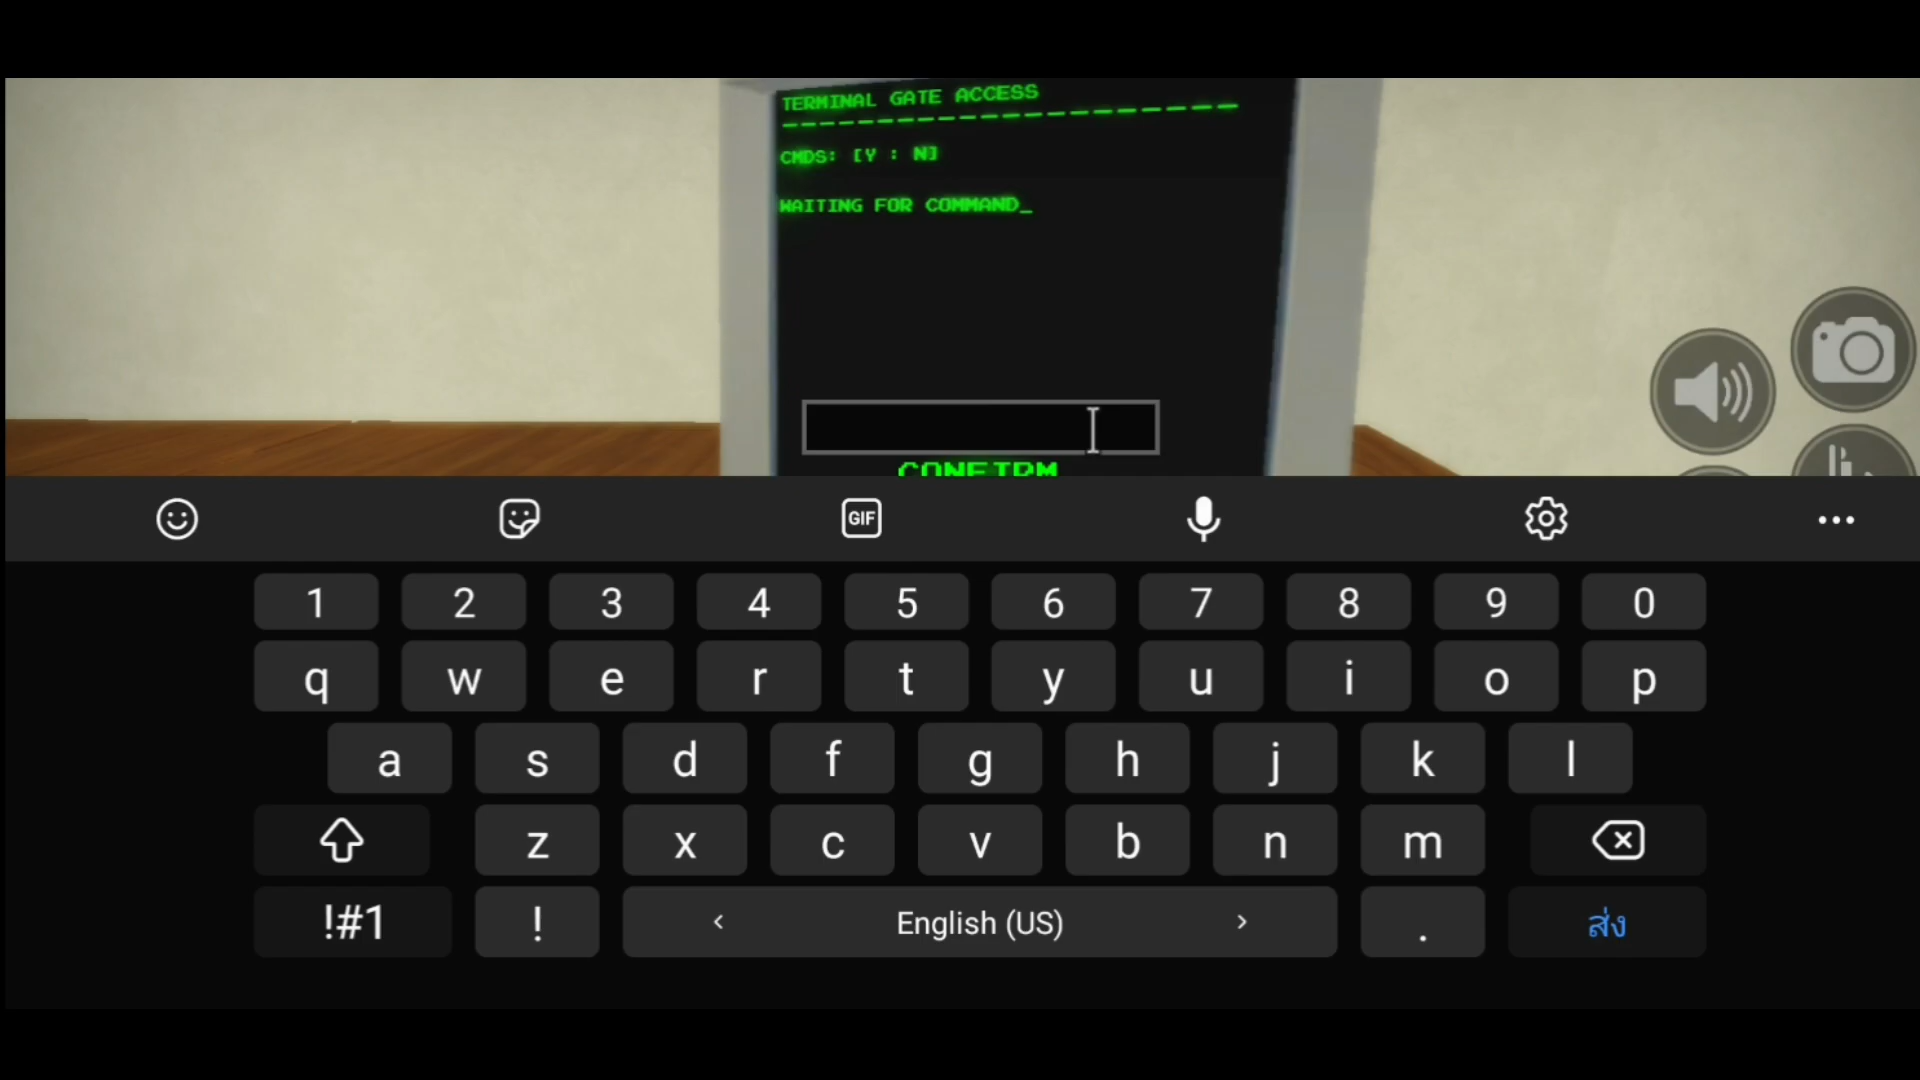 TERMINAL GATE ACCESS
--------------------
CMDS: [Y : N]
WAITING FOR COMMAND_
CONFIRM
GIF
1 2 3 4 5 6 7 8 9 0
q w e r t y u i o p
a s d f g h j k l
z x c v b n m
!#1 ! < English (US) > . ส่ง